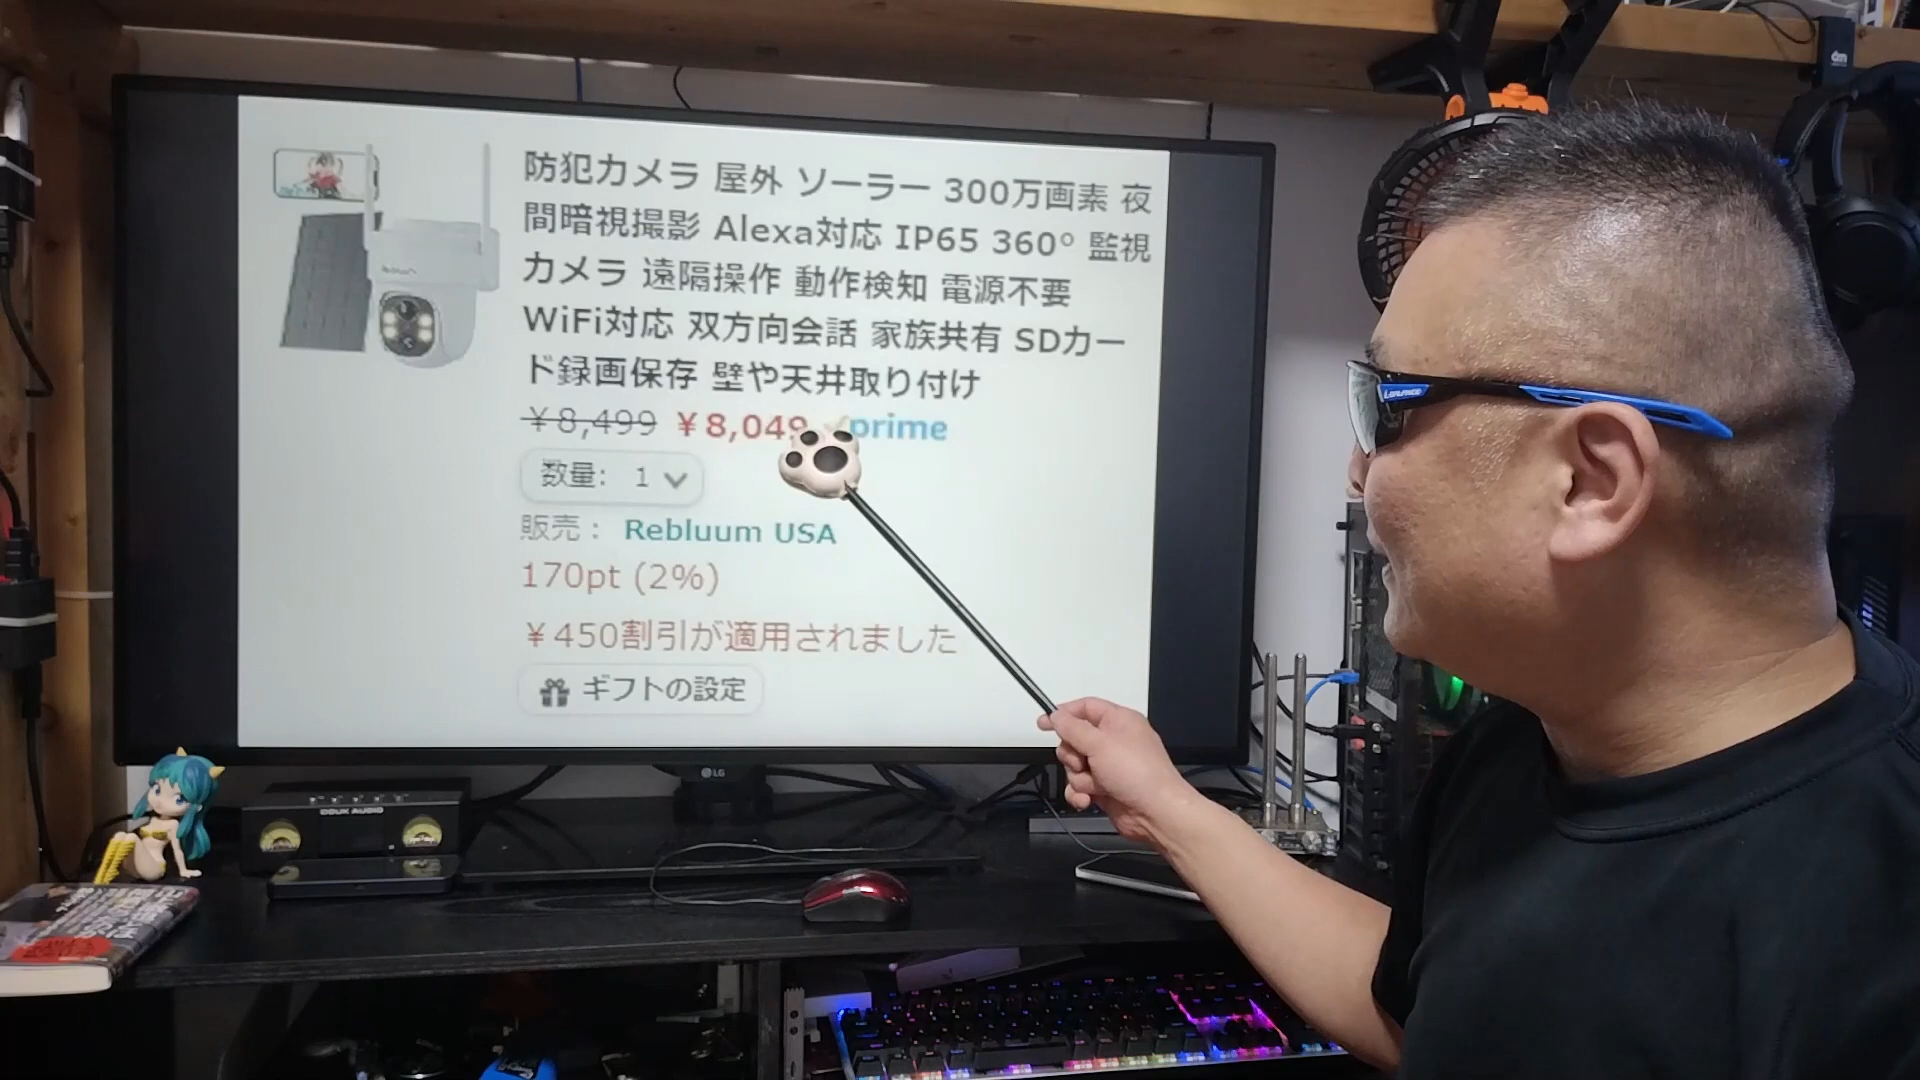 防犯カメラ 屋外 ソーラー 300万画素 夜
間暗視撮影 Alexa対応 IP65 360° 監視
カメラ 遠隔操作 動作検知 電源不要
WiFi対応 双方向会話 家族共有 SDカー
ド録画保存 壁や天井取り付け
￥8,499 ￥8,049 prime
数量: 1
販売： Rebluum USA
170pt (2%)
￥450割引が適用されました
ギフトの設定
LG
DOUK AUDIO